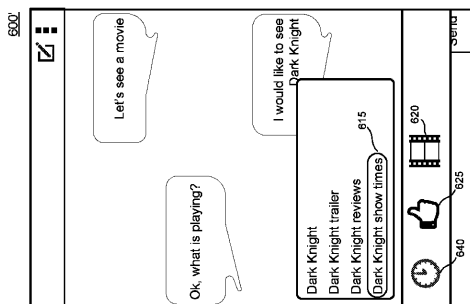 600'
Let's see a movie
Ok, what is playing?
I would like to see
Dark Knight
Dark Knight
Dark Knight trailer
Dark Knight reviews
Dark Knight show times
615
640
625
620
Send